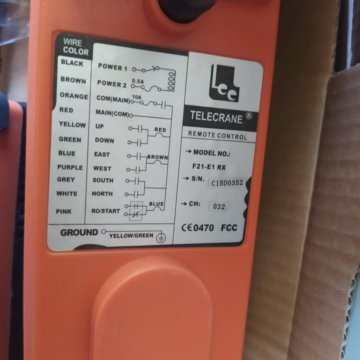 WIRE COLOR
BLACK POWER 1
BROWN POWER 2 0.5A
ORANGE COM(MAIN) 10A
RED MAIN(COM)
YELLOW UP RED
GREEN DOWN
BLUE EAST BROWN
PURPLE WEST
GREY SOUTH
WHITE NORTH BLUE
PINK RO/START
GROUND YELLOW/GREEN
TELECRANE ®
REMOTE CONTROL
MODEL NO.:
F21-E1 RX
S/N. C1BD0352
CH: 032
CE0470 FCC